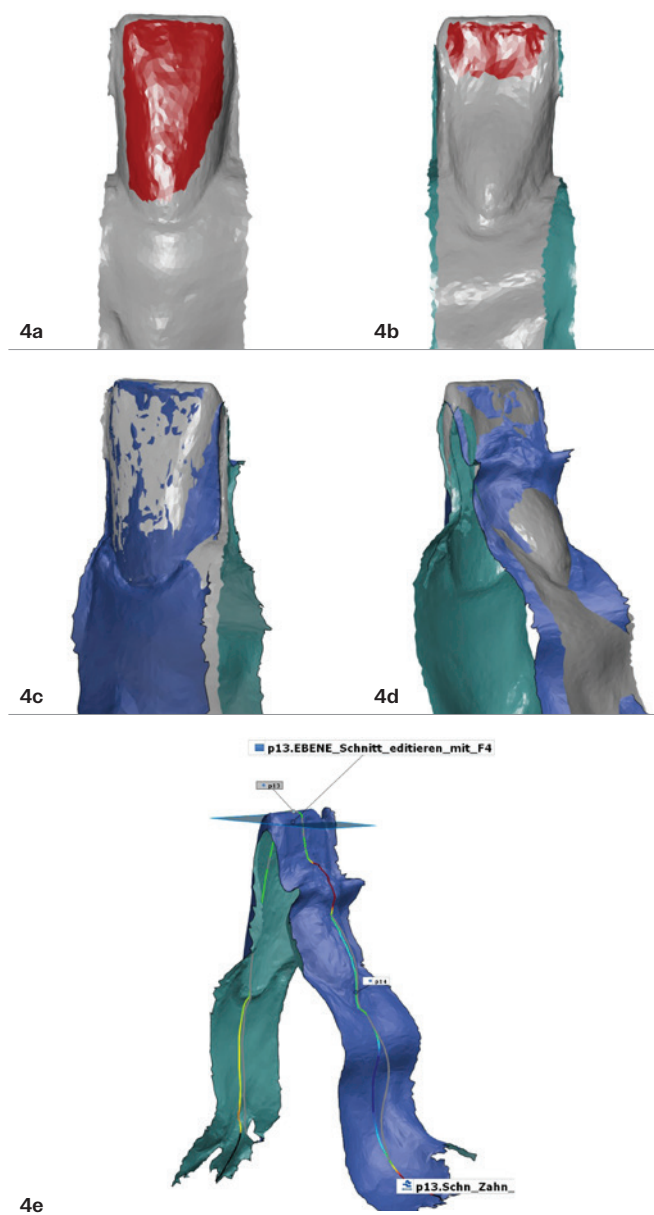 4a
4b
4c
4d
p13.EBENE_Schnitt_editieren_mit_F4
p13
p14
p13.Schn_Zahn_
4e